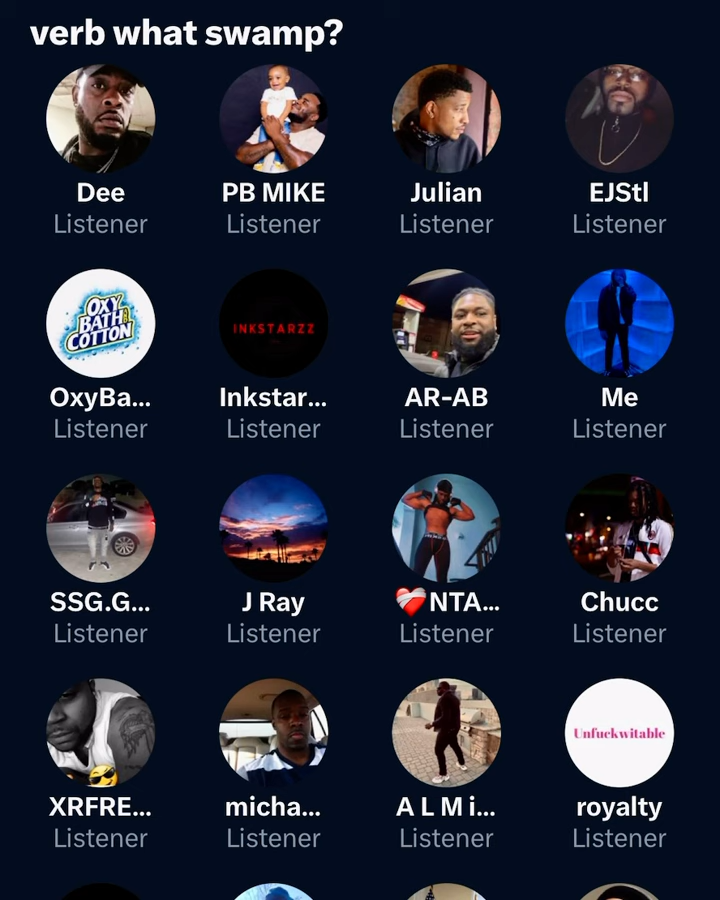 verb what swamp?
Dee
PB MIKE
Julian
EJStl
Listener
Listener
Listener
Listener
OXY
BATH &
COTTON
INKSTARZZ
OxyBa...
Inkstar...
AR-AB
Me
Listener
Listener
Listener
Listener
SSG.G...
J Ray
❤️‍🩹NTA...
Chucc
Listener
Listener
Listener
Listener
Unfuckwitable
XRFRE...
micha...
A L M i...
royalty
Listener
Listener
Listener
Listener